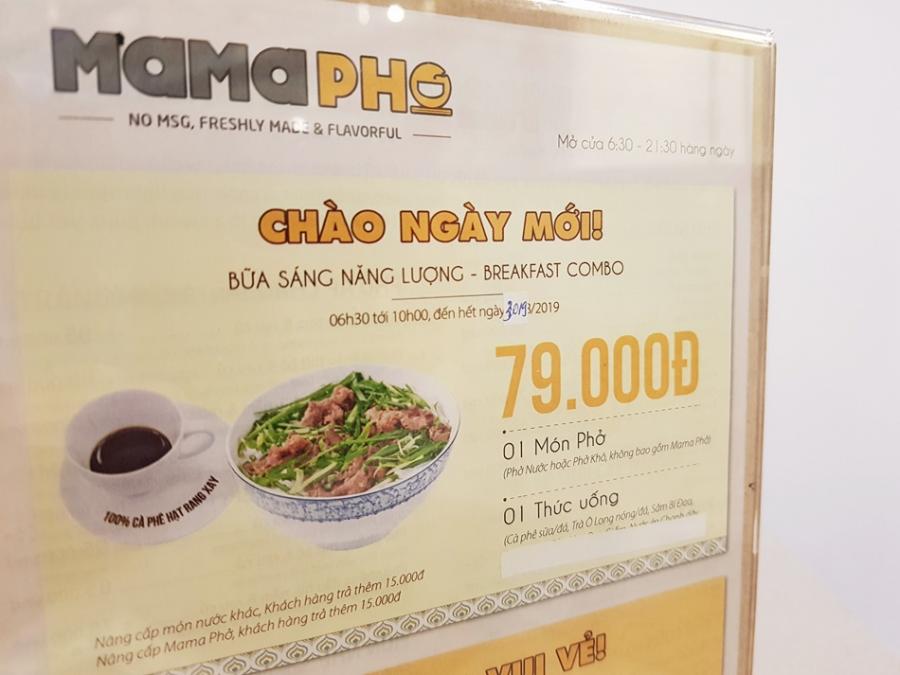 MAMA PHO
NO MSG, FRESHLY MADE & FLAVORFUL
Mở cửa 6:30 - 21:30 hàng ngày
CHÀO NGÀY MỚI!
BỮA SÁNG NĂNG LƯỢNG - BREAKFAST COMBO
06h30 tới 10h00, đến hết ngày /2019
79.000Đ
01 Món Phở
(Phở Nước hoặc Phở Khô, không bao gồm Mama Phở)
01 Thức uống
(Cà phê sữa/đá, Trà Ô Long nóng/đá, Sâm Bí Đao,
100% CÀ PHÊ HẠT RANG XAY
Nâng cấp món nước khác, Khách hàng trả thêm 15.000đ
Nâng cấp Mama Phở, khách hàng trả thêm 15.000đ
VUI VẺ!